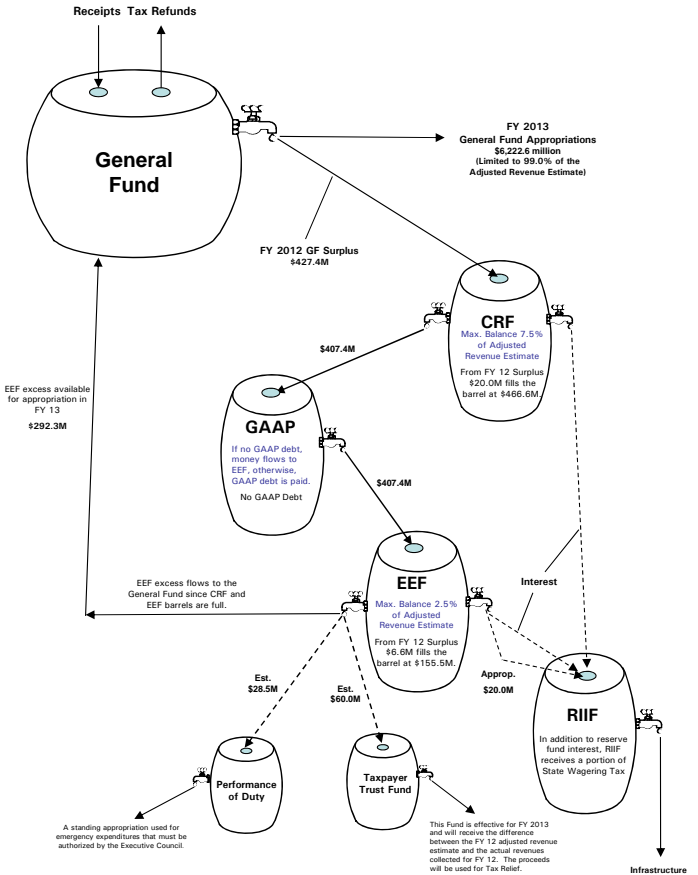 Receipts Tax Refunds
General
Fund
FY 2013
General Fund Appropriations
$6,222.6 million
(Limited to 99.0% of the
Adjusted Revenue Estimate)
FY 2012 GF Surplus
$427.4M
CRF
Max. Balance 7.5%
of Adjusted
Revenue Estimate
From FY 12 Surplus
$20.0M fills the
barrel at $466.6M.
$407.4M
EEF excess available
for appropriation in
FY 13
$292.3M
GAAP
If no GAAP debt,
money flows to
EEF, otherwise,
GAAP debt is paid.
No GAAP Debt
$407.4M
EEF excess flows to the
General Fund since CRF and
EEF barrels are full.
EEF
Max. Balance 2.5%
of Adjusted
Revenue Estimate
From FY 12 Surplus
$6.6M fills the
barrel at $155.5M.
Interest
Est.
$28.5M
Est.
$60.0M
Approp.
$20.0M
RIIF
In addition to reserve
fund interest, RIIF
receives a portion of
State Wagering Tax
Performance
of Duty
Taxpayer
Trust Fund
A standing appropriation used for
emergency expenditures that must be
authorized by the Executive Council.
This Fund is effective for FY 2013
and will receive the difference
between the FY 12 adjusted revenue
estimate and the actual revenues
collected for FY 12. The proceeds
will be used for Tax Relief.
Infrastructure